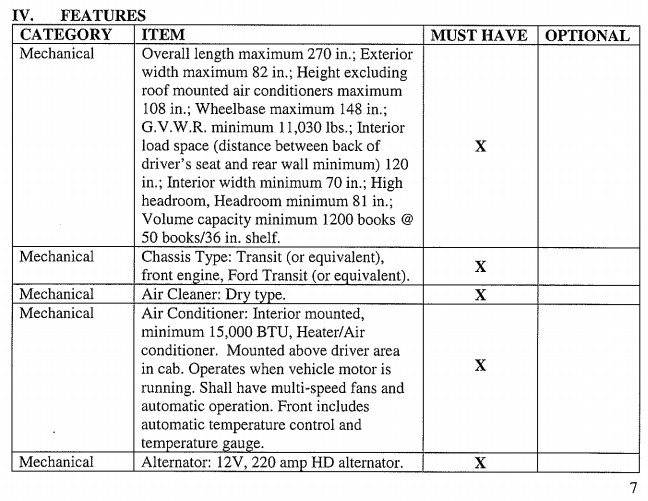 IV. FEATURES
CATEGORY ITEM MUST HAVE OPTIONAL
Mechanical Overall length maximum 270 in.; Exterior
width maximum 82 in.; Height excluding
roof mounted air conditioners maximum
108 in.; Wheelbase maximum 148 in.;
G.V.W.R. minimum 11,030 lbs.; Interior
load space (distance between back of X
driver's seat and rear wall minimum) 120
in.; Interior width minimum 70 in.; High
headroom, Headroom minimum 81 in.;
Volume capacity minimum 1200 books @
50 books/36 in. shelf.
Mechanical Chassis Type: Transit (or equivalent), X
front engine, Ford Transit (or equivalent).
Mechanical Air Cleaner: Dry type. X
Mechanical Air Conditioner: Interior mounted,
minimum 15,000 BTU, Heater/Air
conditioner. Mounted above driver area
in cab. Operates when vehicle motor is X
running. Shall have multi-speed fans and
automatic operation. Front includes
automatic temperature control and
temperature gauge.
Mechanical Alternator: 12V, 220 amp HD alternator. X
7